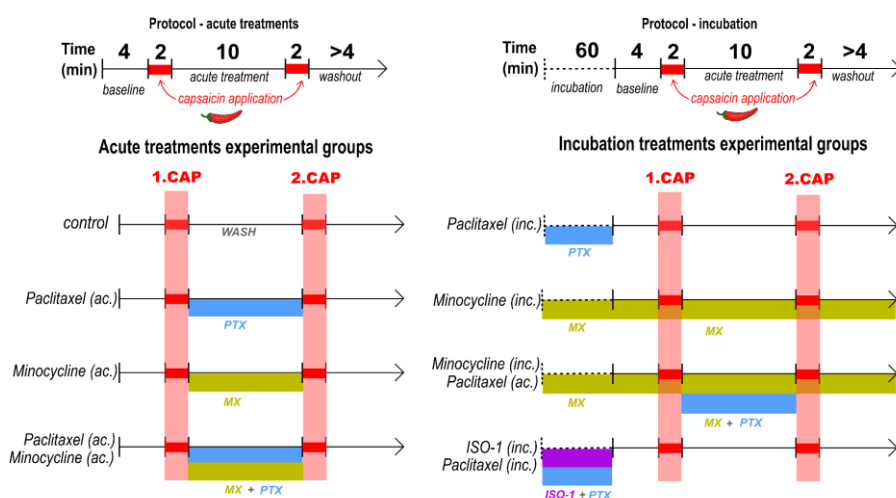 Protocol - acute treatments
Time (min)
4 2 10 2 >4
baseline
acute treatment
washout
capsaicin application
Acute treatments experimental groups
1.CAP 2.CAP
control
WASH
Paclitaxel (ac.)
PTX
Minocycline (ac.)
MX
Paclitaxel (ac.)
Minocycline (ac.)
MX + PTX
Protocol - incubation
Time (min)
60 4 2 10 2 >4
incubation
baseline
acute treatment
washout
capsaicin application
Incubation treatments experimental groups
1.CAP 2.CAP
Paclitaxel (inc.)
PTX
Minocycline (inc.)
MX MX
Minocycline (inc.)
Paclitaxel (ac.)
MX
MX + PTX
ISO-1 (inc.)
Paclitaxel (inc.)
ISO-1 + PTX